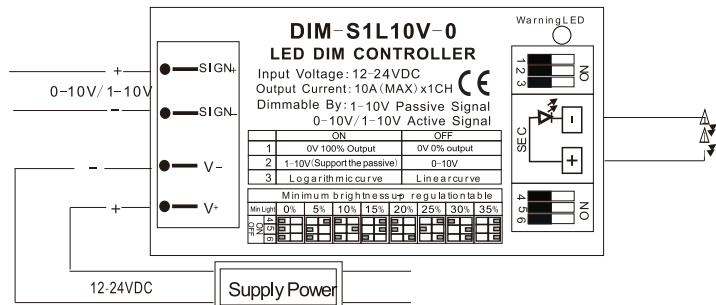 DIM-S1L10V-0
LED DIM CONTROLLER
Input Voltage: 12-24VDC
Output Current: 10A(MAX)x1CH CE
Dimmable By: 1-10V Passive Signal
0-10V/1-10V Active Signal
ON OFF
1 0V 100% Output 0V 0% output
2 1-10V(Support the passive) 0-10V
3 Logarithmic curve Linear curve
Minimum brightness up regulation table
Min Light 0% 5% 10% 15% 20% 25% 30% 35%
ON
OFF
4 5 6
+ SIGN+
0-10V/1-10V
- SIGN-
- V-
+ V+
Warning LED
1 2 3
ON
SEC
-
+
4 5 6
ON
12-24VDC
Supply Power